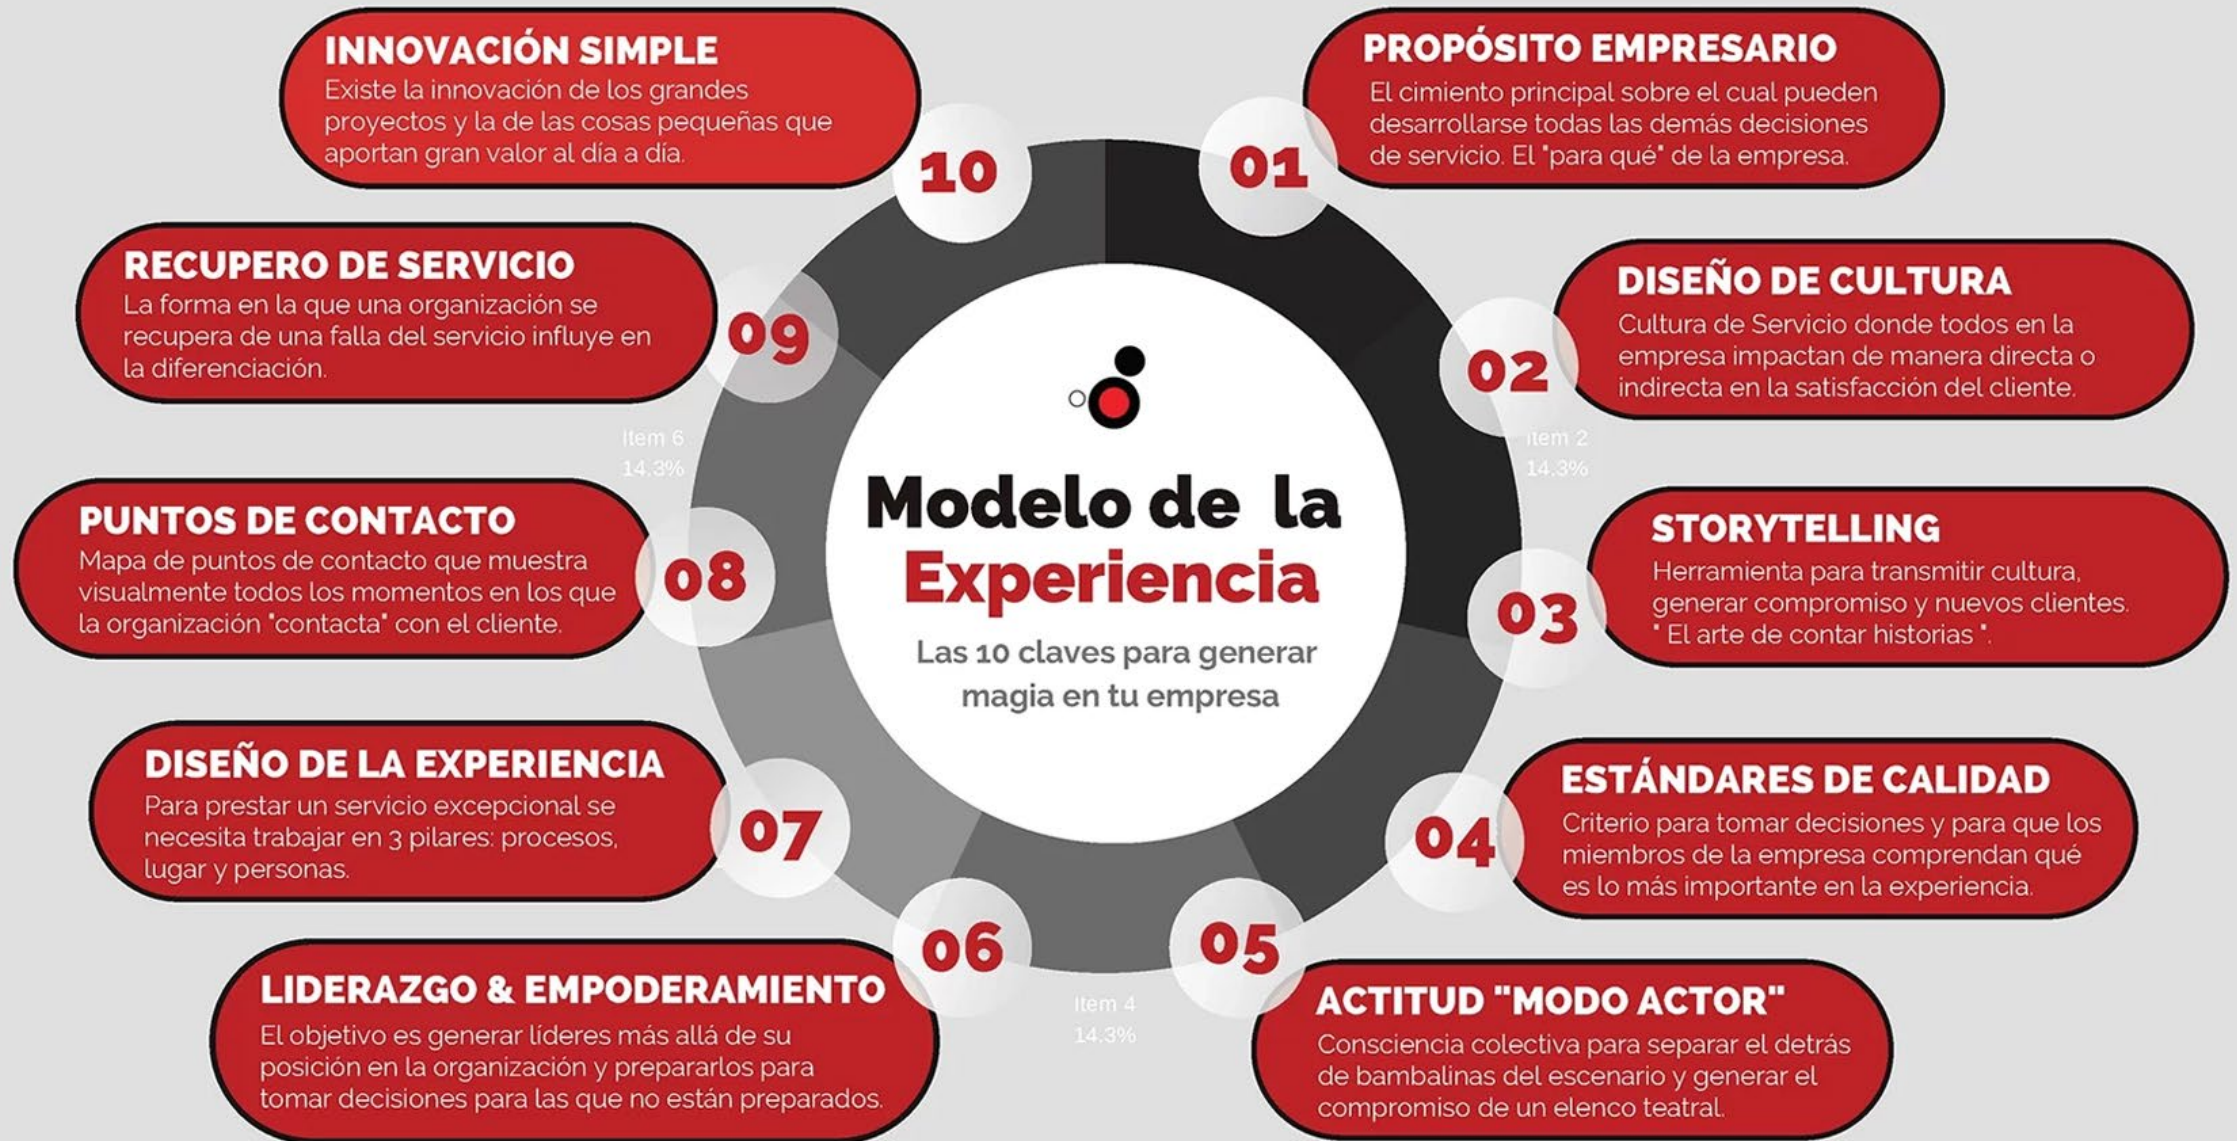 Modelo de la
Experiencia
Las 10 claves para generar
magia en tu empresa
01
PROPÓSITO EMPRESARIO
El cimiento principal sobre el cual pueden
desarrollarse todas las demás decisiones
de servicio. El "para qué" de la empresa.
02
DISEÑO DE CULTURA
Cultura de Servicio donde todos en la
empresa impactan de manera directa o
indirecta en la satisfacción del cliente.
Item 2
14.3%
03
STORYTELLING
Herramienta para transmitir cultura,
generar compromiso y nuevos clientes.
" El arte de contar historias ".
04
ESTÁNDARES DE CALIDAD
Criterio para tomar decisiones y para que los
miembros de la empresa comprendan qué
es lo más importante en la experiencia.
05
ACTITUD "MODO ACTOR"
Consciencia colectiva para separar el detrás
de bambalinas del escenario y generar el
compromiso de un elenco teatral.
Item 4
14.3%
06
LIDERAZGO & EMPODERAMIENTO
El objetivo es generar líderes más allá de su
posición en la organización y prepararlos para
tomar decisiones para las que no están preparados.
07
DISEÑO DE LA EXPERIENCIA
Para prestar un servicio excepcional se
necesita trabajar en 3 pilares: procesos,
lugar y personas.
08
PUNTOS DE CONTACTO
Mapa de puntos de contacto que muestra
visualmente todos los momentos en los que
la organización "contacta" con el cliente.
Item 6
14.3%
09
RECUPERO DE SERVICIO
La forma en la que una organización se
recupera de una falla del servicio influye en
la diferenciación.
10
INNOVACIÓN SIMPLE
Existe la innovación de los grandes
proyectos y la de las cosas pequeñas que
aportan gran valor al día a día.